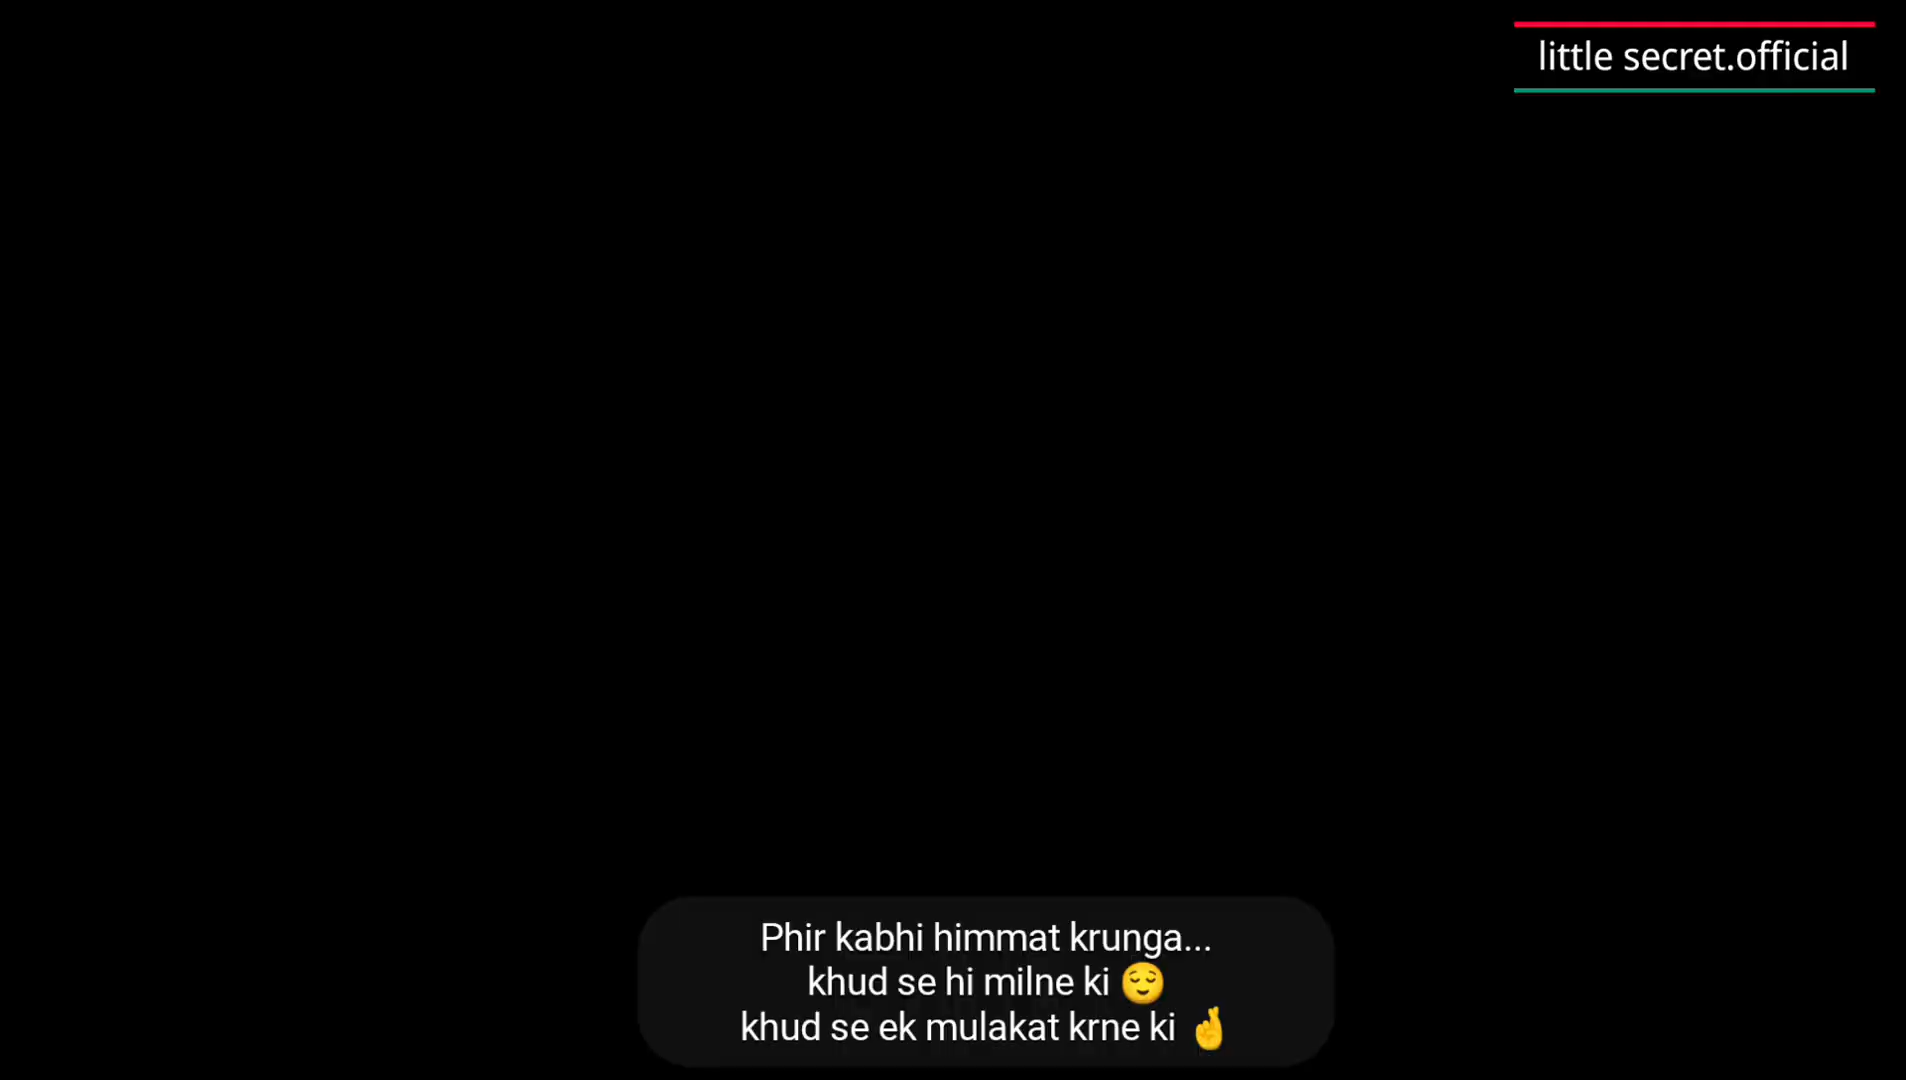 little secret.official
Phir kabhi himmat krunga...
khud se hi milne ki 😌
khud se ek mulakat krne ki 🤞